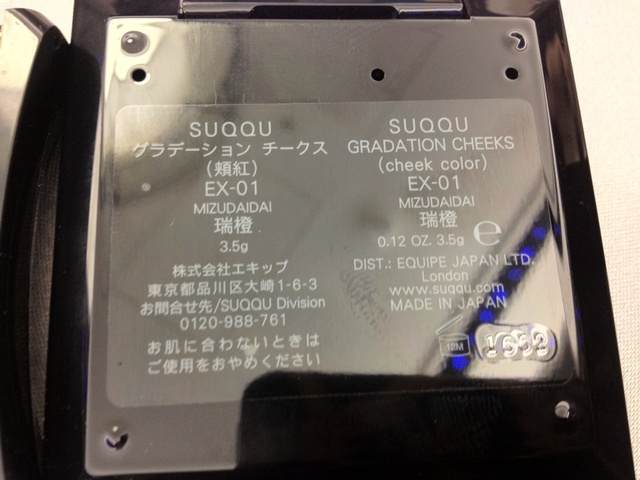 SUQQU
グラデーション チークス
(頬紅)
EX-01
MIZUDAIDAI
瑞橙
3.5g
株式会社エキップ
東京都品川区大崎1-6-3
お問合せ先/SUQQU Division
0120-988-761
お肌に合わないときは
ご使用をおやめください
SUQQU
GRADATION CHEEKS
(cheek color)
EX-01
MIZUDAIDAI
瑞橙
0.12 OZ. 3.5g e
DIST.: EQUIPE JAPAN LTD.
London
www.suqqu.com
MADE IN JAPAN
12M